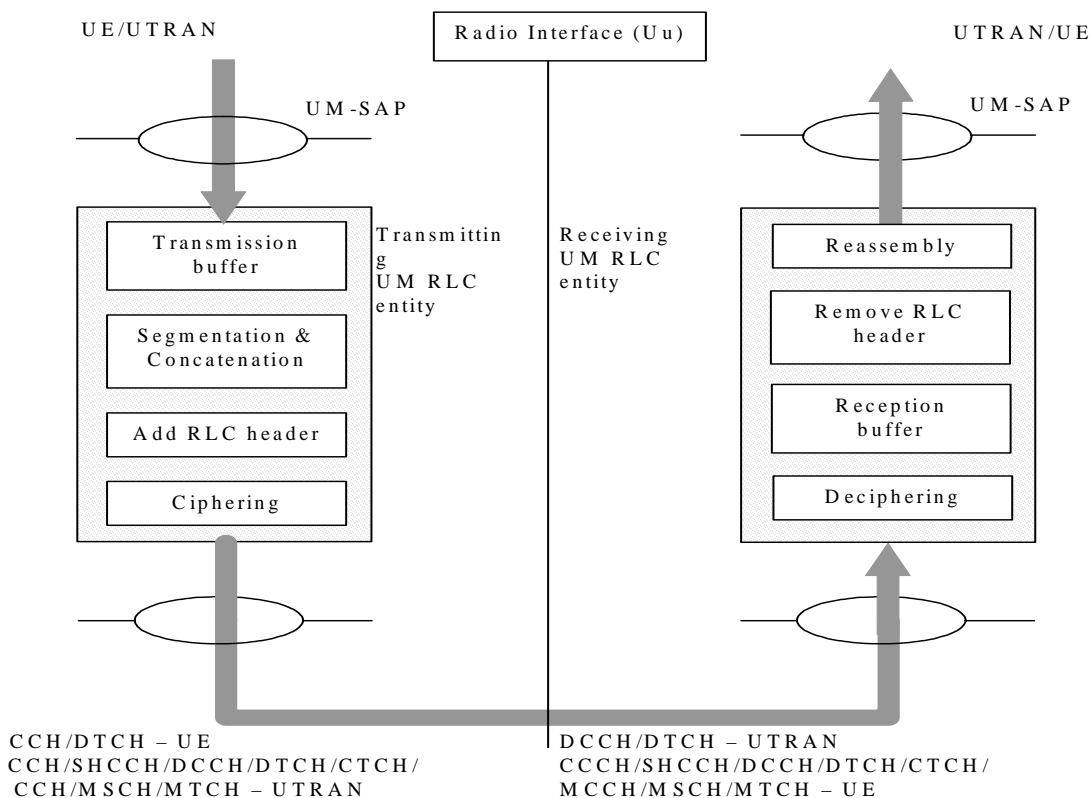 UE/UTRAN
Radio Interface (Uu)
UTRAN/UE
UM-SAP
UM-SAP
Transmission
buffer
Transmittin
g
UM RLC
entity
Receiving
UM RLC
entity
Reassembly
Segmentation &
Concatenation
Remove RLC
header
Add RLC header
Reception
buffer
Ciphering
Deciphering
CCH/DTCH – UE
CCH/SHCCH/DCCH/DTCH/CTCH/
CCH/MSCH/MTCH – UTRAN
DCCH/DTCH – UTRAN
CCCH/SHCCH/DCCH/DTCH/CTCH/
MCCH/MSCH/MTCH – UE